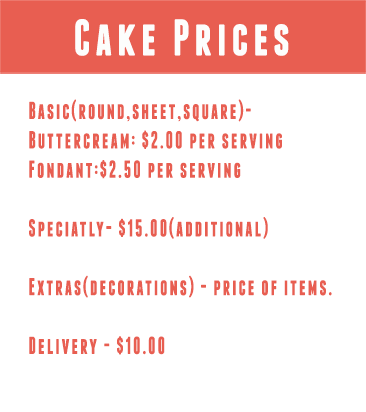 Cake Prices
Basic(round,sheet,square)-
Buttercream: $2.00 per serving
Fondant:$2.50 per serving
Speciatly- $15.00(additional)
Extras(decorations) - price of items.
Delivery - $10.00